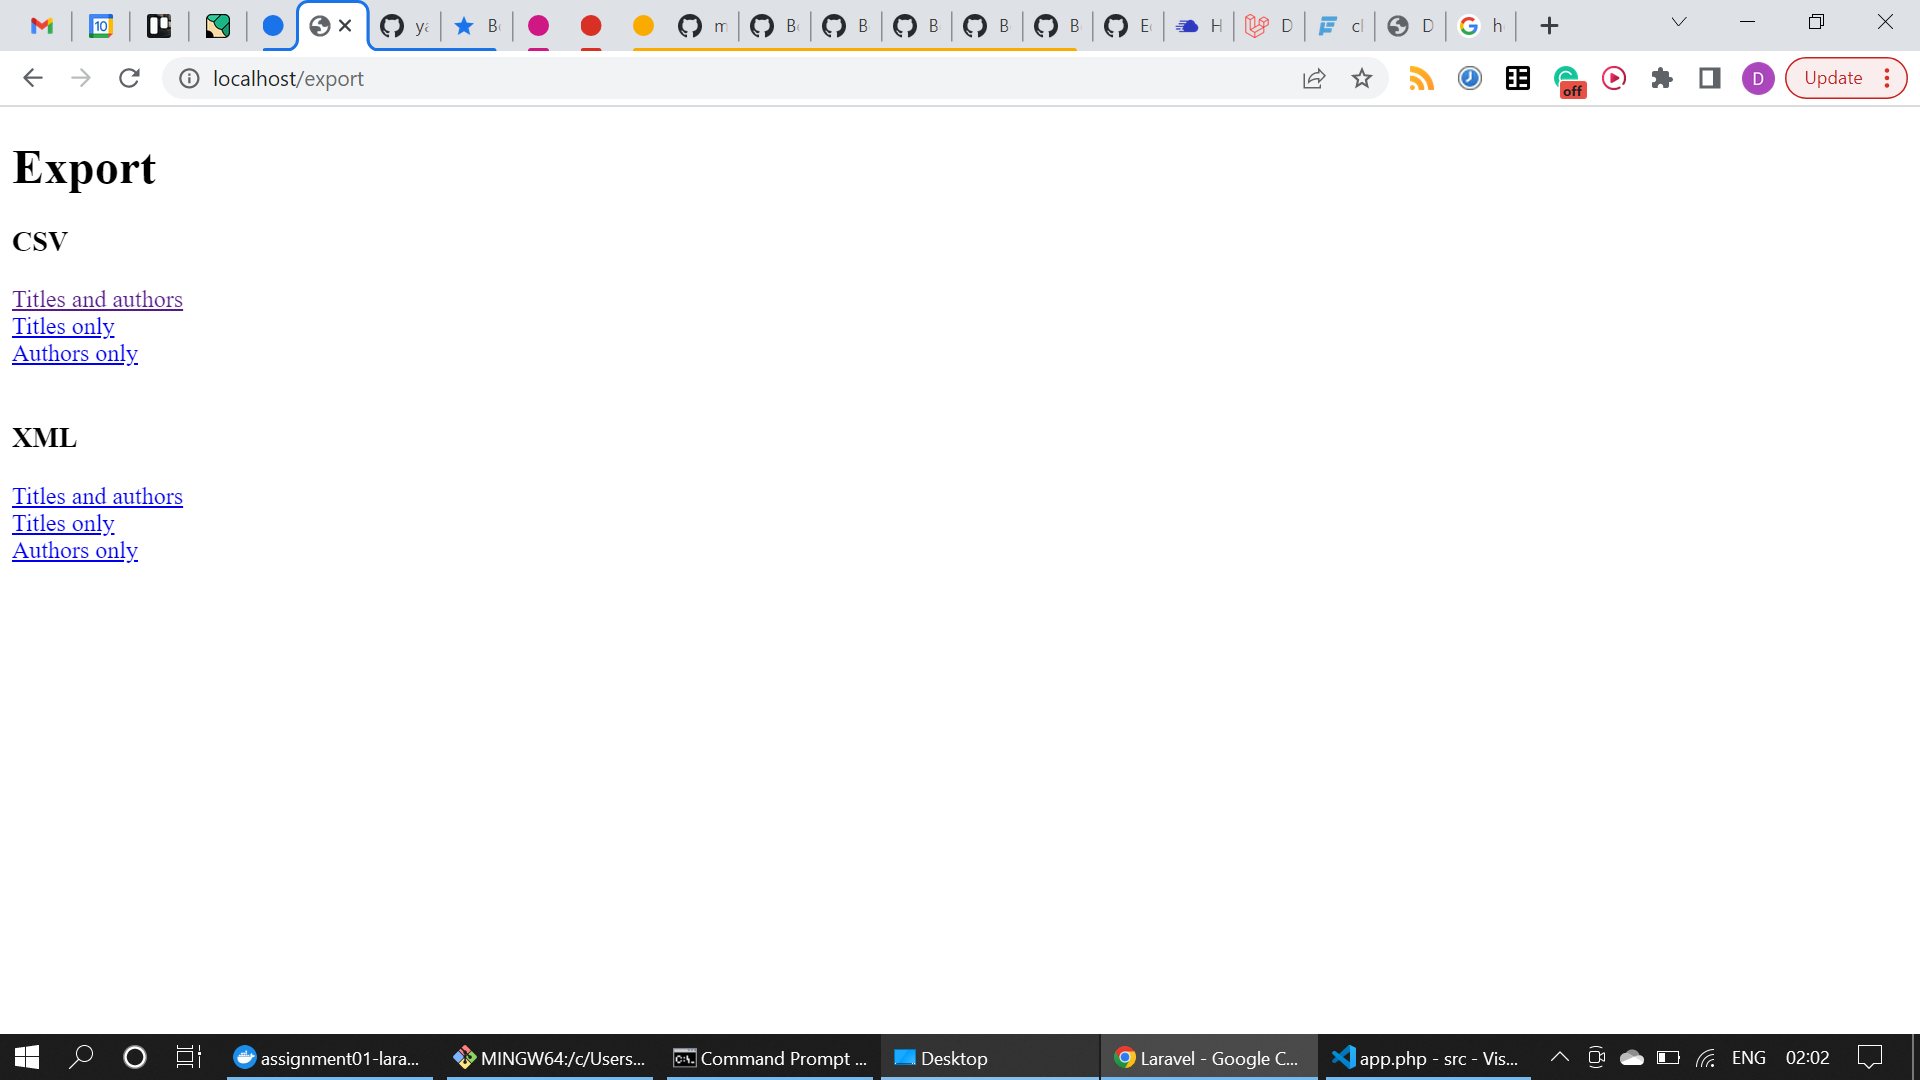 10
localhost/export
off
D
Update
Export
CSV
Titles and authors
Titles only
Authors only
XML
Titles and authors
Titles only
Authors only
assignment01-lara...
MINGW64:/c/Users...
Command Prompt ...
Desktop
Laravel - Google C...
app.php - src - Vis...
ENG
02:02